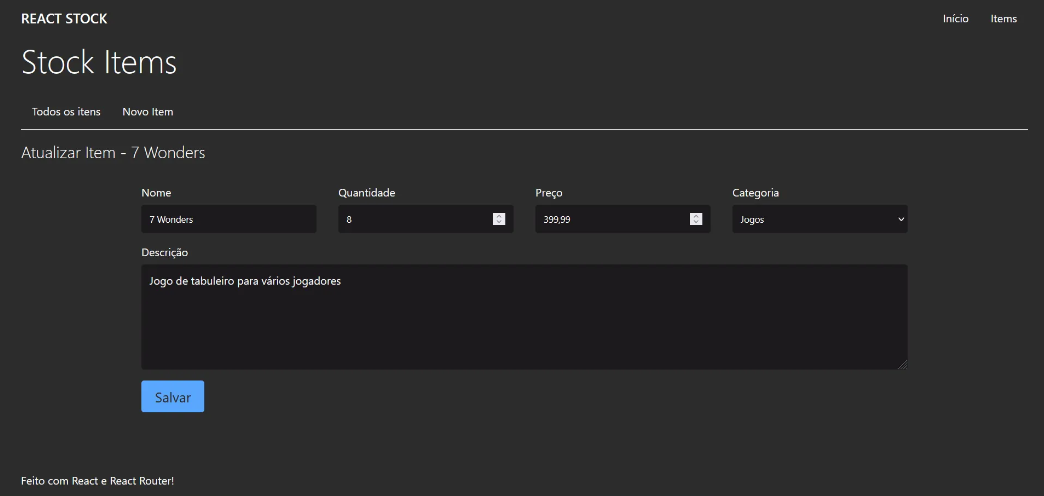 REACT STOCK Início Items
Stock Items
Todos os itens Novo Item
Atualizar Item - 7 Wonders
Nome Quantidade Preço Categoria
7 Wonders 8 399,99 Jogos
Descrição
Jogo de tabuleiro para vários jogadores
Salvar
Feito com React e React Router!